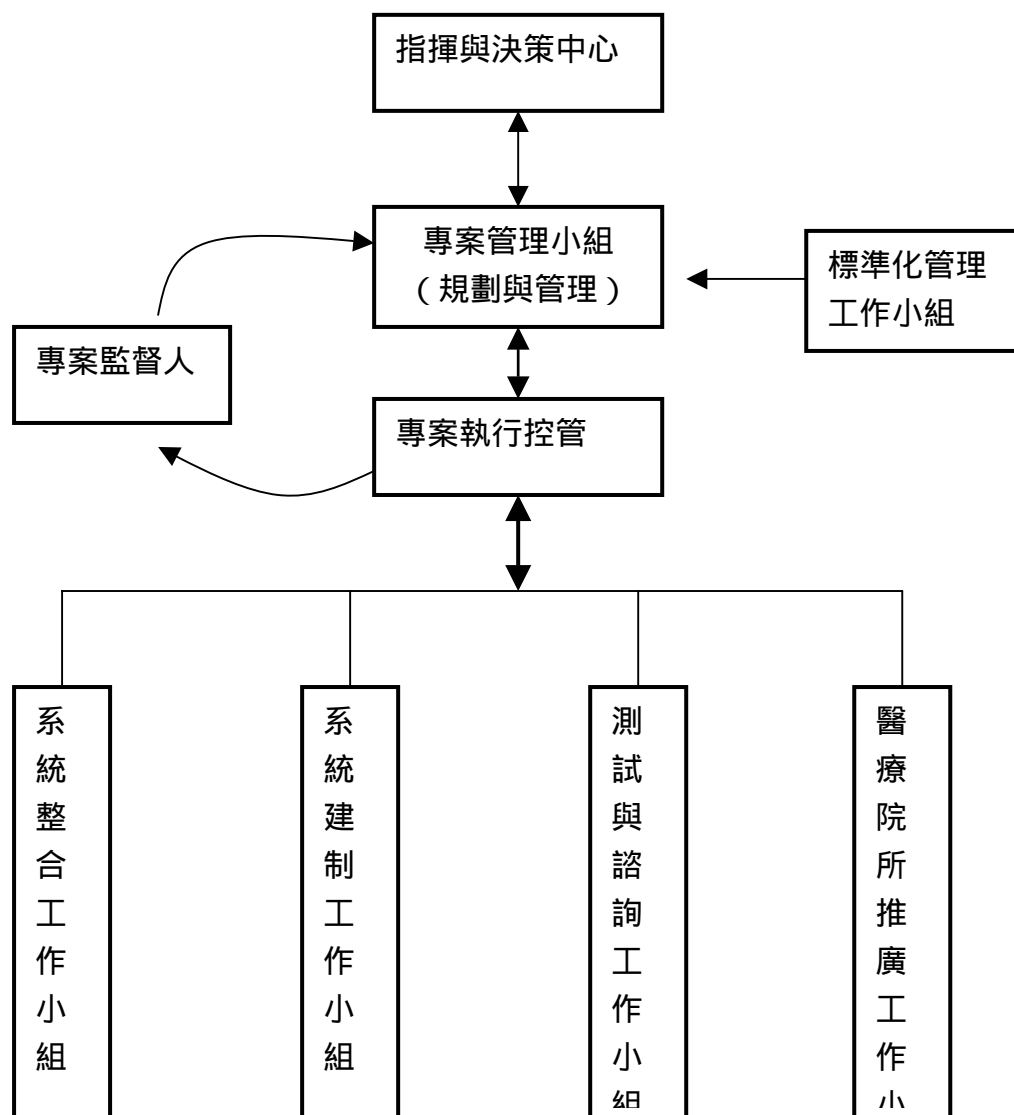 指揮與決策中心
專案管理小組
（規劃與管理）
標準化管理
工作小組
專案監督人
專案執行控管
系統整合工作小組
系統建制工作小組
測試與諮詢工作小組
醫療院所推廣工作小